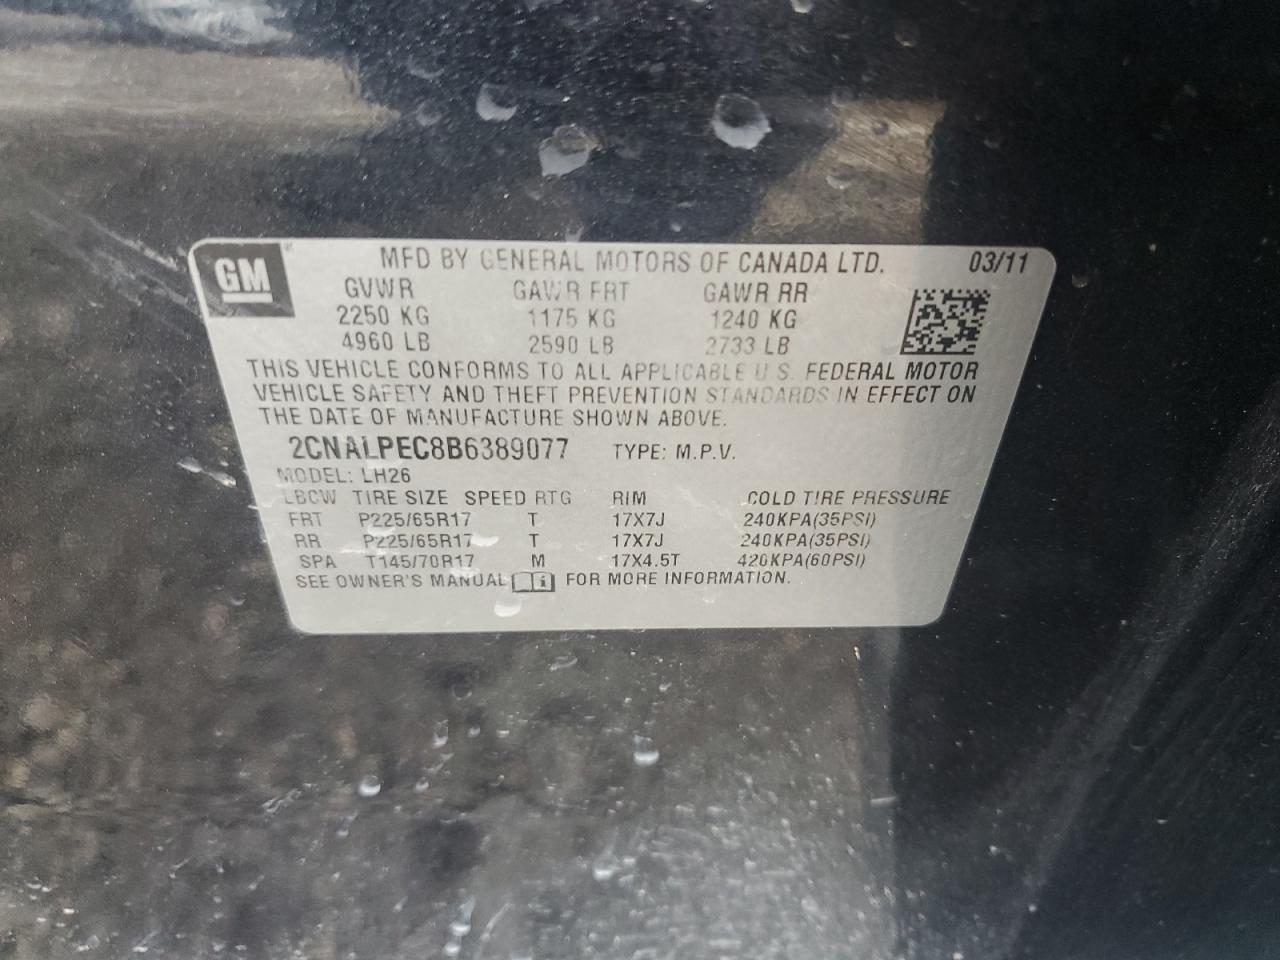 GM
MFD BY GENERAL MOTORS OF CANADA LTD. 03/11
GVWR GAWR FRT GAWR RR
2250 KG 1175 KG 1240 KG
4960 LB 2590 LB 2733 LB
THIS VEHICLE CONFORMS TO ALL APPLICABLE U.S. FEDERAL MOTOR
VEHICLE SAFETY AND THEFT PREVENTION STANDARDS IN EFFECT ON
THE DATE OF MANUFACTURE SHOWN ABOVE.
2CNALPEC8B6389077 TYPE: M.P.V.
MODEL: LH26
LBCW TIRE SIZE SPEED RTG RIM COLD TIRE PRESSURE
FRT P225/65R17 T 17X7J 240KPA(35PSI)
RR P225/65R17 T 17X7J 240KPA(35PSI)
SPA T145/70R17 M 17X4.5T 420KPA(60PSI)
SEE OWNER'S MANUAL FOR MORE INFORMATION.